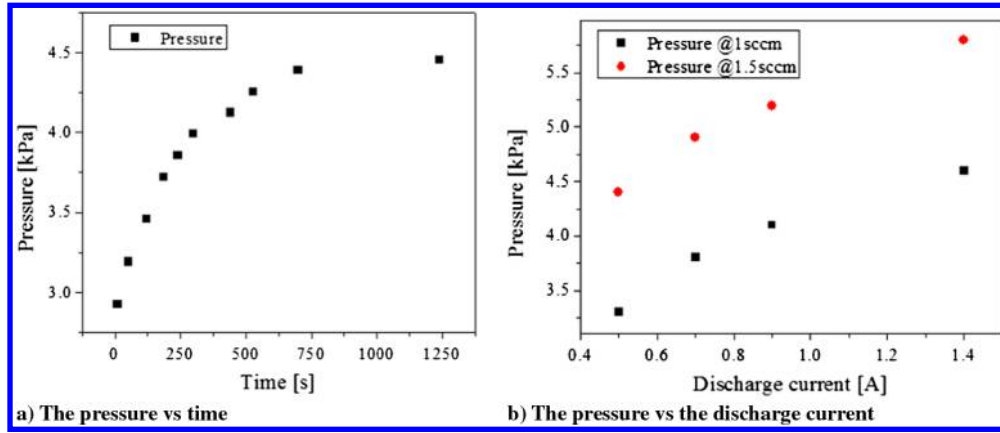 Pressure
4.5
4.0
3.5
3.0
Pressure [kPa]
0 250 500 750 1000 1250
Time [s]
a) The pressure vs time
Pressure @1sccm
Pressure @1.5sccm
5.5
5.0
4.5
4.0
3.5
Pressure [kPa]
0.4 0.6 0.8 1.0 1.2 1.4
Discharge current [A]
b) The pressure vs the discharge current